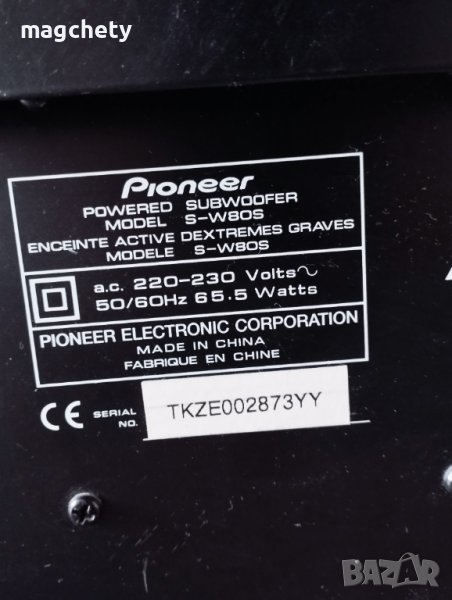 magchety
Pioneer
POWERED SUBWOOFER
MODEL S-W80S
ENCEINTE ACTIVE DEXTREMES GRAVES
MODELE S-W80S
a.c. 220-230 Volts~
50/60Hz 65.5 Watts
PIONEER ELECTRONIC CORPORATION
MADE IN CHINA
FABRIQUE EN CHINE
CE SERIAL NO. TKZE002873YY
BAZAR